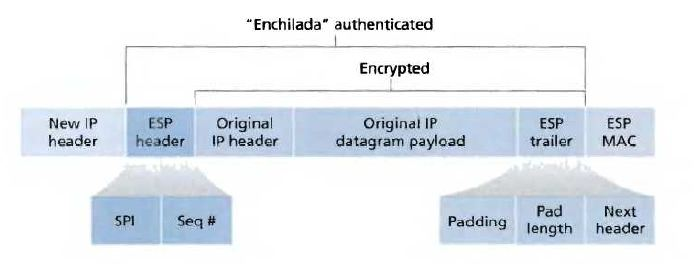 "Enchilada" authenticated
Encrypted
New IP
header
ESP
header
Original
IP header
Original IP
datagram payload
ESP
trailer
ESP
MAC
SPI
Seq #
Padding
Pad
length
Next
header